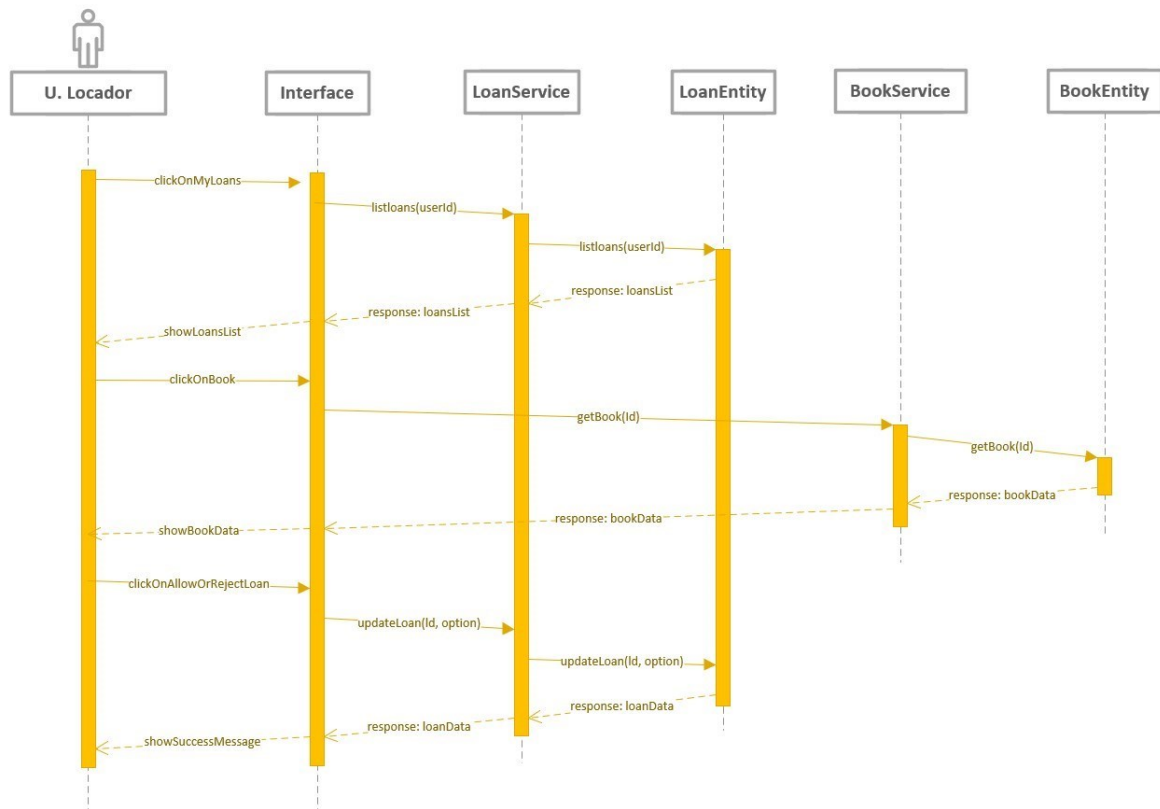 U. Locador
Interface
LoanService
LoanEntity
BookService
BookEntity
clickOnMyLoans
listloans(userId)
listloans(userId)
response: loansList
response: loansList
showLoansList
clickOnBook
getBook(Id)
getBook(Id)
response: bookData
response: bookData
showBookData
clickOnAllowOrRejectLoan
updateLoan(Id, option)
updateLoan(Id, option)
response: loanData
response: loanData
showSuccessMessage